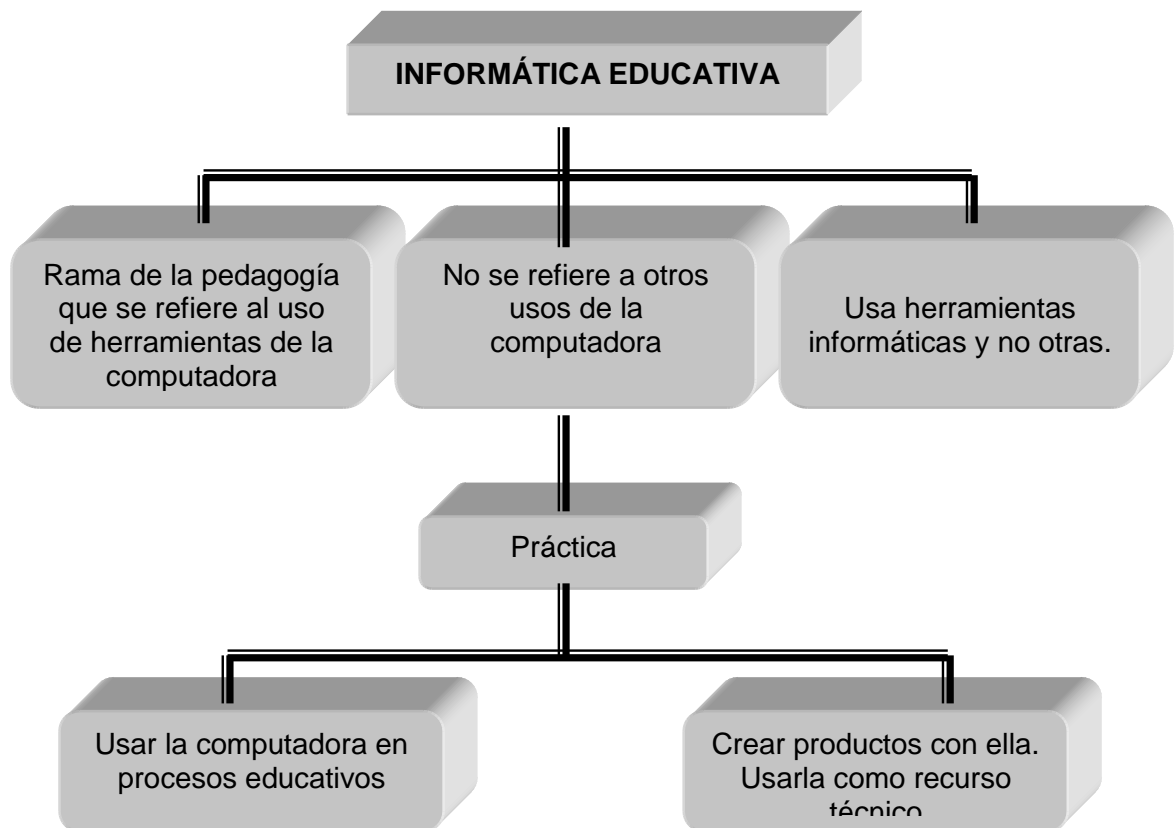 INFORMÁTICA EDUCATIVA
Rama de la pedagogía
que se refiere al uso
de herramientas de la
computadora
No se refiere a otros
usos de la
computadora
Usa herramientas
informáticas y no otras.
Práctica
Usar la computadora en
procesos educativos
Crear productos con ella.
Usarla como recurso
técnico